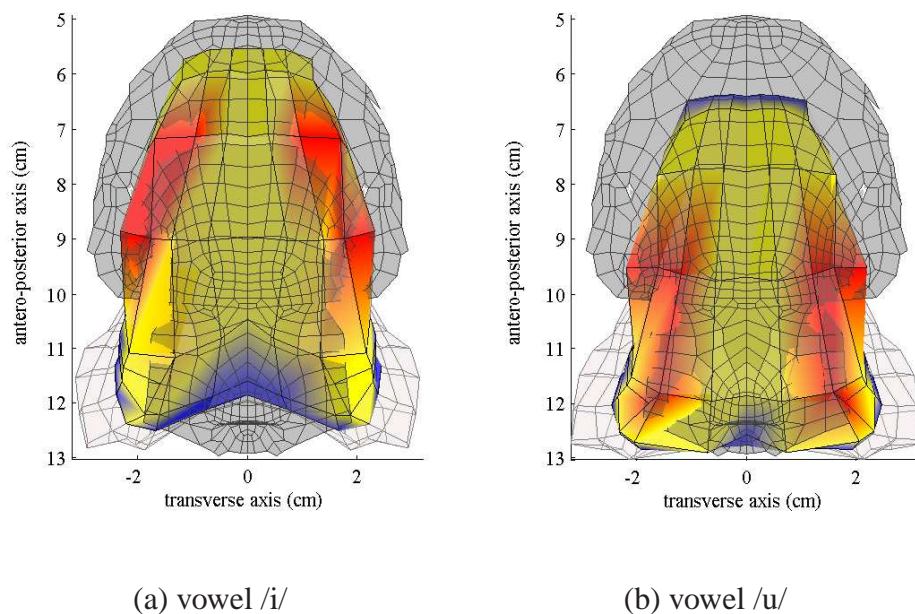 5
6
7
8
9
10
11
12
13
antero-posterior axis (cm)
-2 0 2
transverse axis (cm)
5
6
7
8
9
10
11
12
13
antero-posterior axis (cm)
-2 0 2
transverse axis (cm)
(a) vowel /i/ (b) vowel /u/